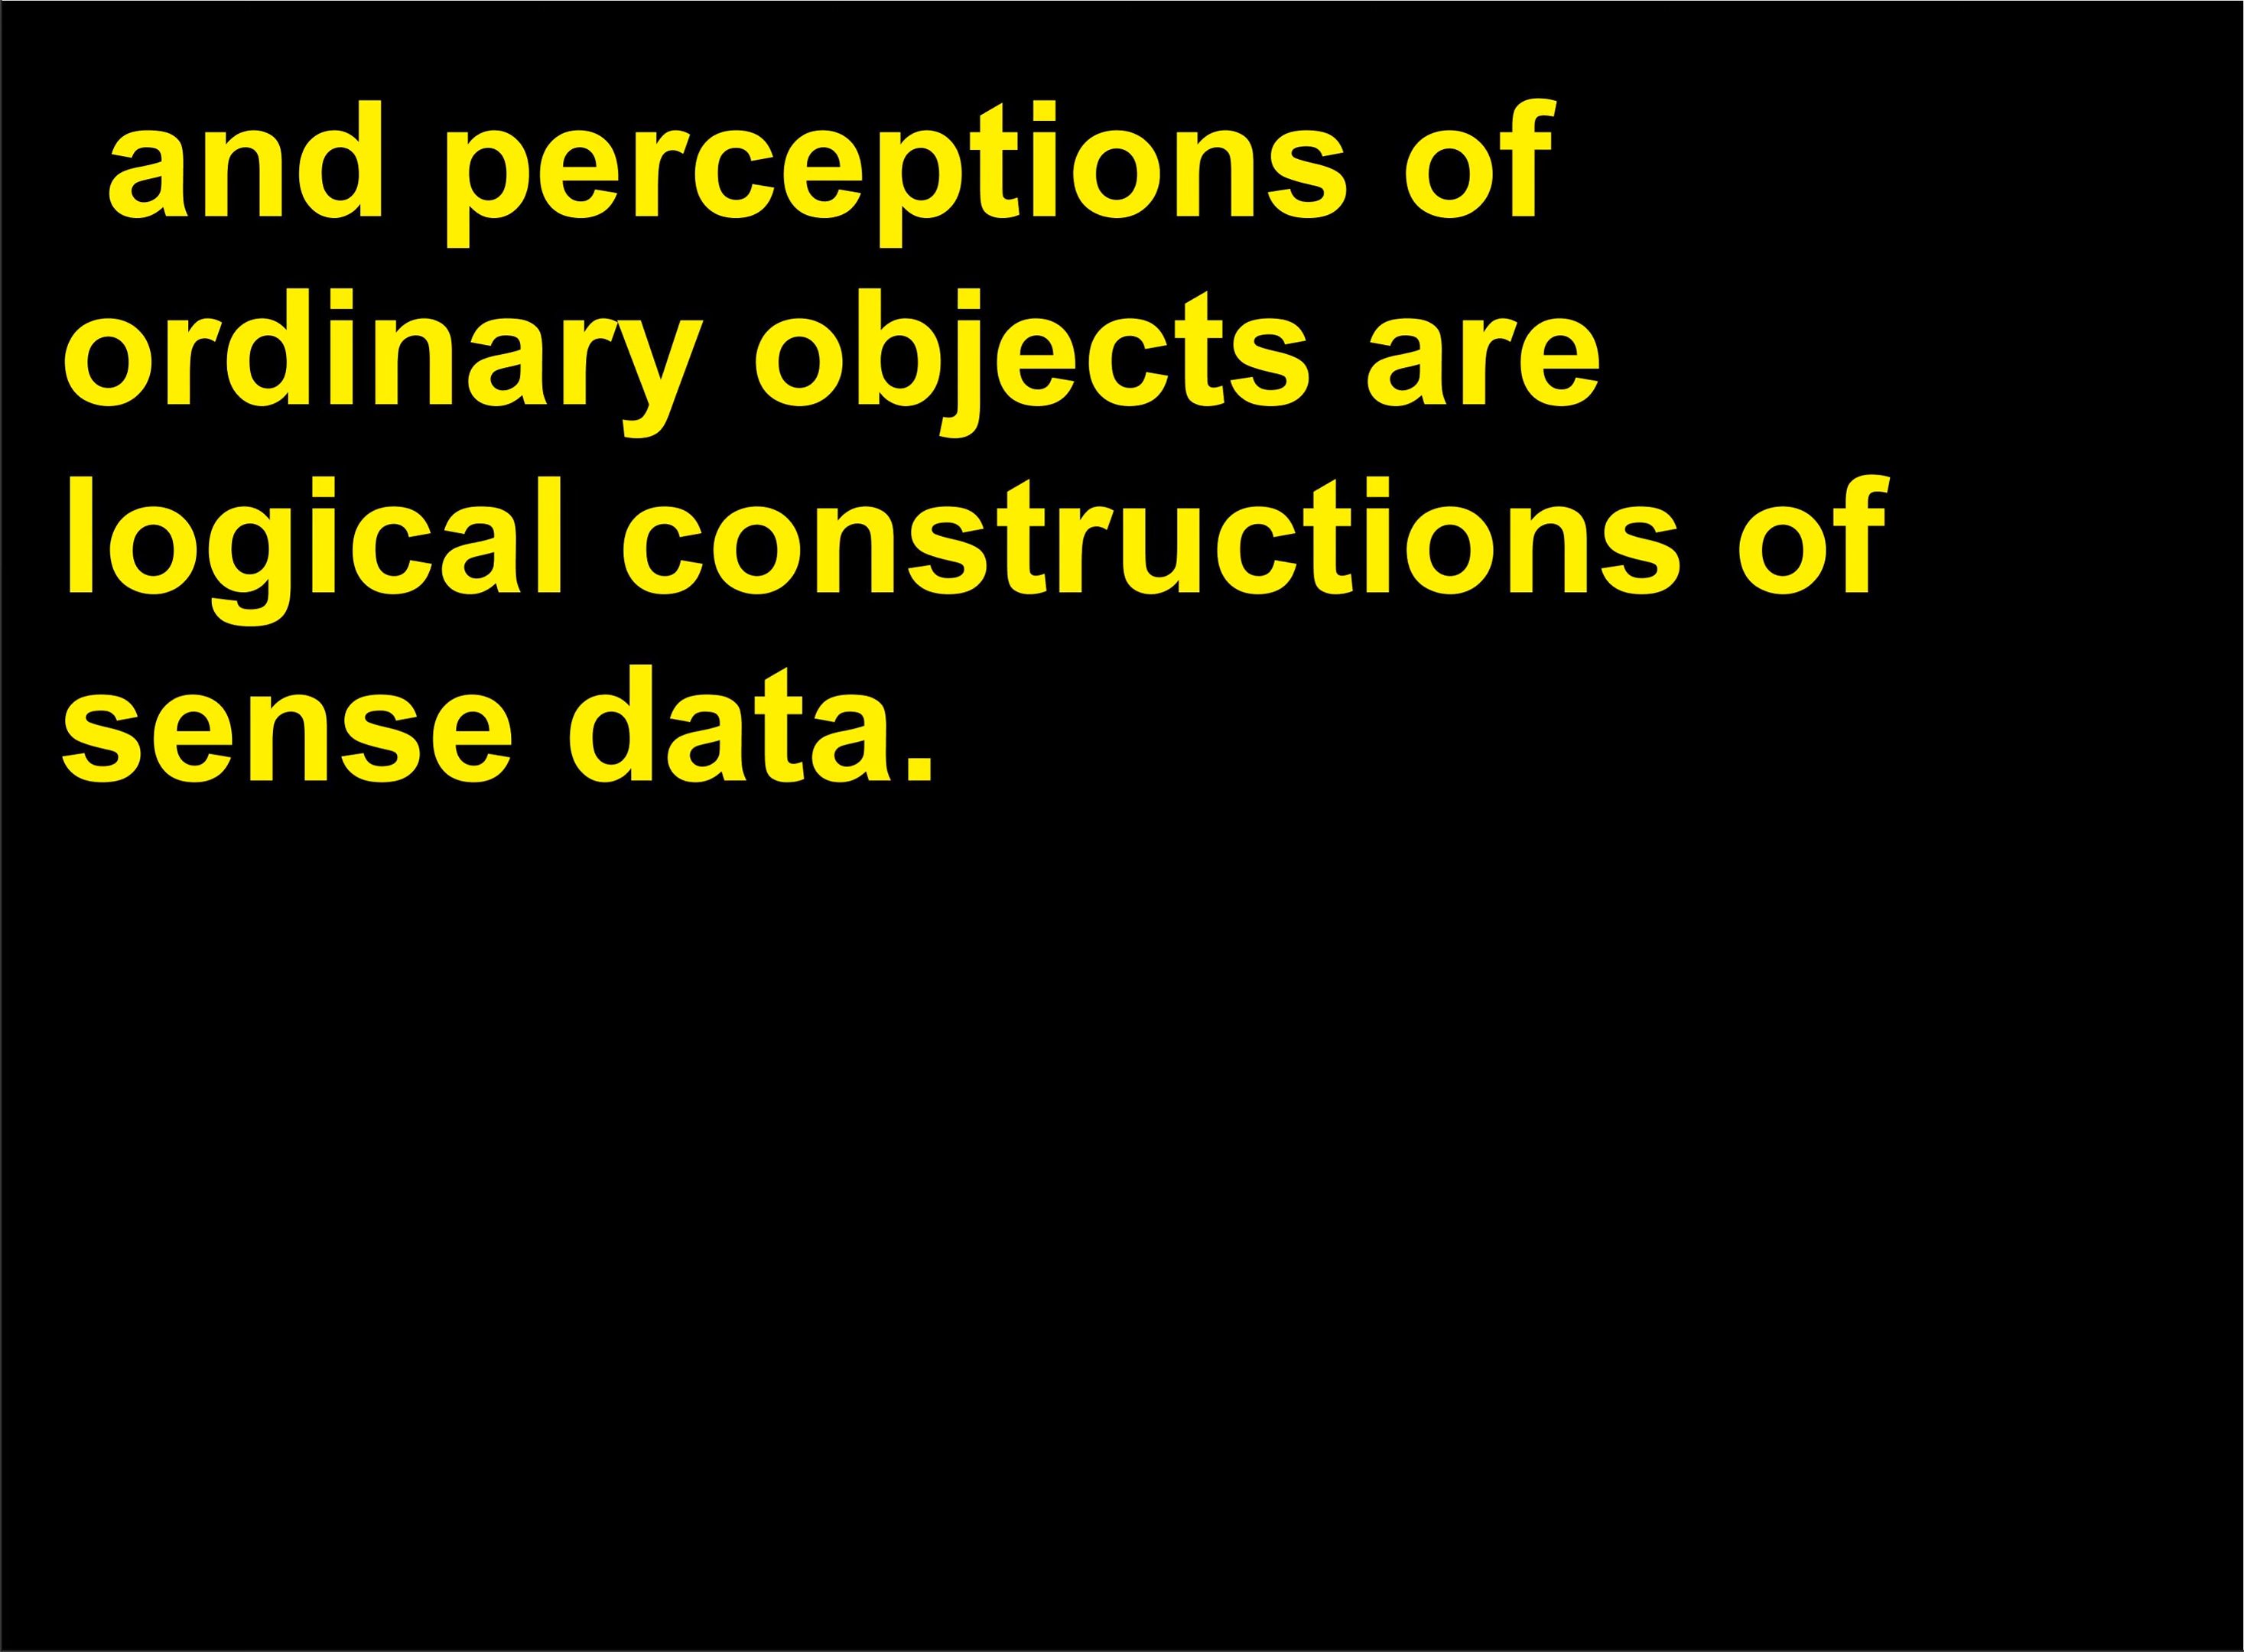 and perceptions of
ordinary objects are
logical constructions of
sense data.